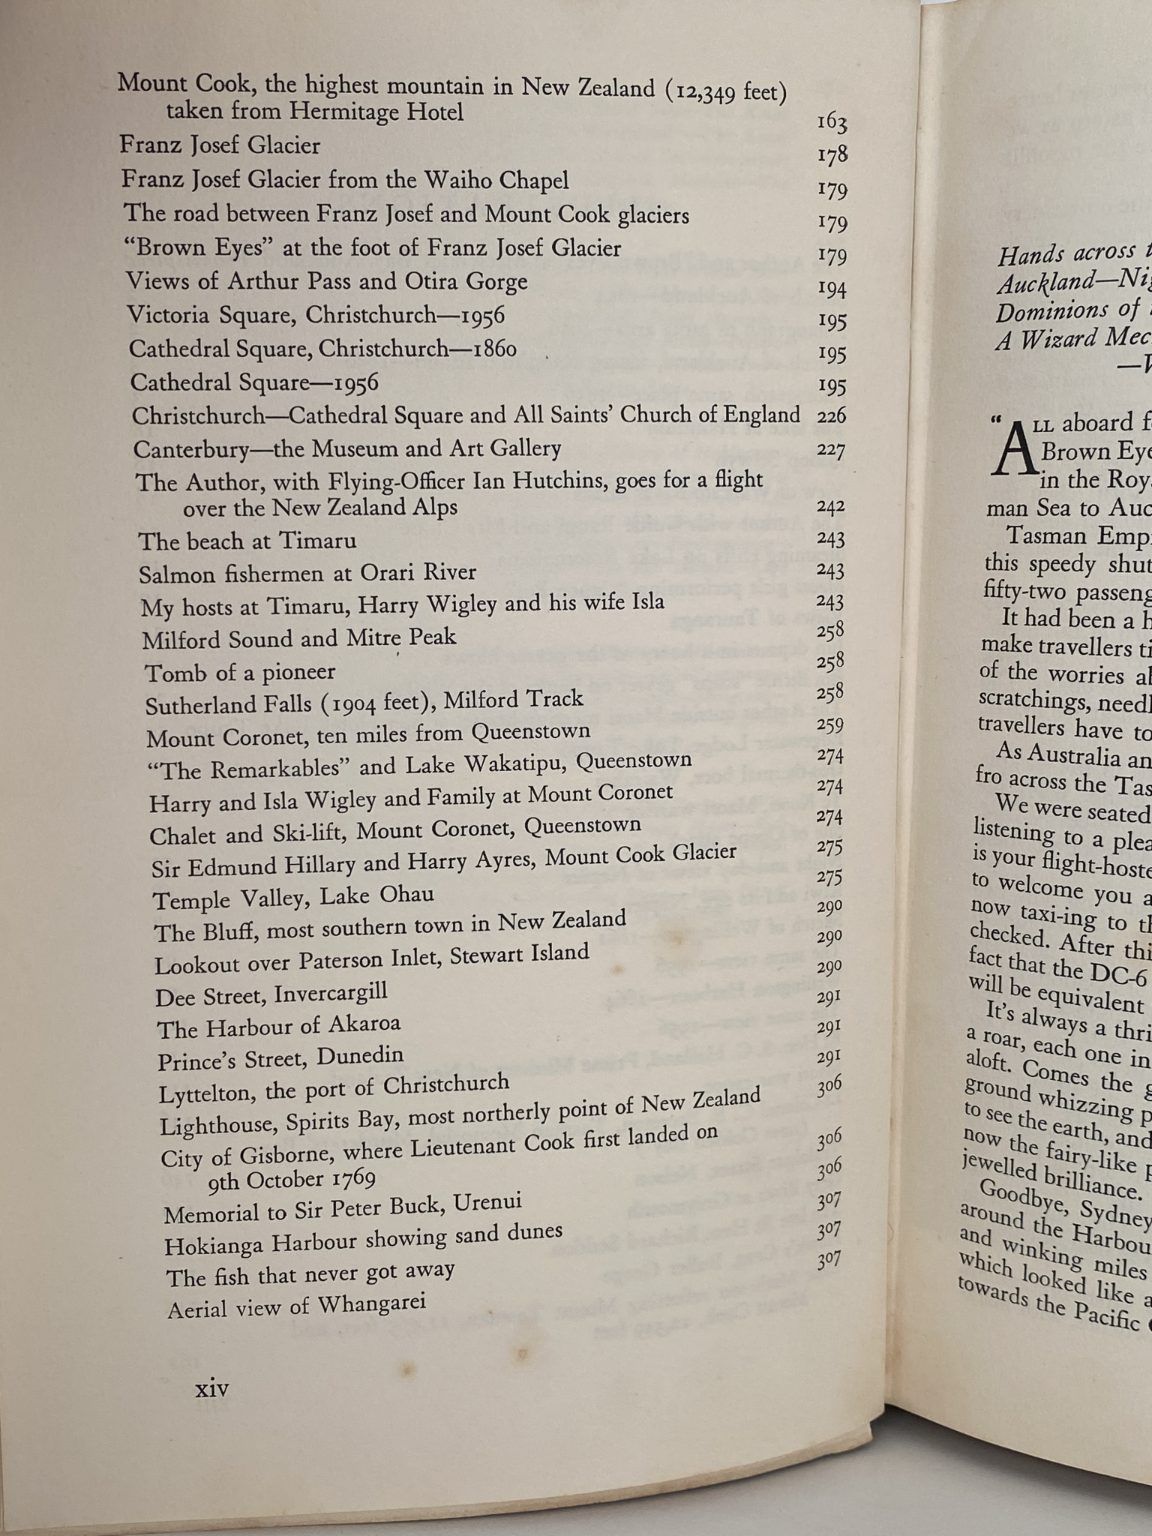 Mount Cook, the highest mountain in New Zealand (12,349 feet)
taken from Hermitage Hotel 163
Franz Josef Glacier 178
Franz Josef Glacier from the Waiho Chapel 179
The road between Franz Josef and Mount Cook glaciers 179
“Brown Eyes” at the foot of Franz Josef Glacier 179
Views of Arthur Pass and Otira Gorge 194
Victoria Square, Christchurch—1956 195
Cathedral Square, Christchurch—1860 195
Cathedral Square—1956 195
Christchurch—Cathedral Square and All Saints’ Church of England 226
Canterbury—the Museum and Art Gallery 227
The Author, with Flying-Officer Ian Hutchins, goes for a flight
over the New Zealand Alps 242
The beach at Timaru 243
Salmon fishermen at Orari River 243
My hosts at Timaru, Harry Wigley and his wife Isla 243
Milford Sound and Mitre Peak 258
Tomb of a pioneer 258
Sutherland Falls (1904 feet), Milford Track 258
Mount Coronet, ten miles from Queenstown 259
“The Remarkables” and Lake Wakatipu, Queenstown 274
Harry and Isla Wigley and Family at Mount Coronet 274
Chalet and Ski-lift, Mount Coronet, Queenstown 274
Sir Edmund Hillary and Harry Ayres, Mount Cook Glacier 275
Temple Valley, Lake Ohau 275
The Bluff, most southern town in New Zealand 290
Lookout over Paterson Inlet, Stewart Island 290
Dee Street, Invercargill 290
The Harbour of Akaroa 291
Prince’s Street, Dunedin 291
Lyttelton, the port of Christchurch 291
Lighthouse, Spirits Bay, most northerly point of New Zealand 306
City of Gisborne, where Lieutenant Cook first landed on
9th October 1769 306
Memorial to Sir Peter Buck, Urenui 306
Hokianga Harbour showing sand dunes 307
The fish that never got away 307
Aerial view of Whangarei 307
xiv
Hands across
Auckland—Nig
Dominions of
A Wizard Mec
“ALL aboard f
Brown Eye
in the Roy
man Sea to Auc
Tasman Emp
this speedy shut
fifty-two passeng
It had been a h
make travellers ti
of the worries al
scratchings, needl
travellers have to
As Australia an
fro across the Tas
We were seated
listening to a plea
is your flight-hoste
to welcome you a
now taxi-ing to th
checked. After thi
fact that the DC-6
will be equivalent
It’s always a thri
a roar, each one in
aloft. Comes the g
ground whizzing p
to see the earth, and
now the fairy-like p
jewelled brilliance.
Goodbye, Sydney
around the Harbou
and winking miles
which looked like a
towards the Pacific